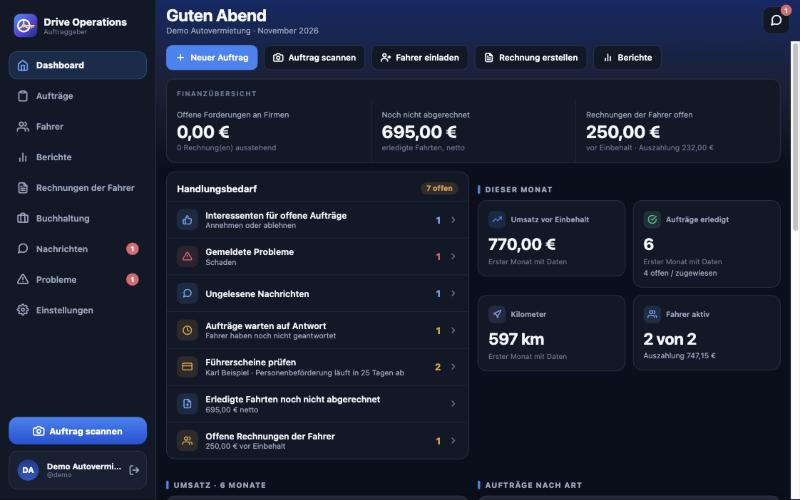 Drive Operations
Auftraggeber
Dashboard
Aufträge
Fahrer
Berichte
Rechnungen der Fahrer
Buchhaltung
Nachrichten 1
Probleme 1
Einstellungen
Auftrag scannen
DA
Demo Autovermi...
@demo
Guten Abend
Demo Autovermietung · November 2026
1
+ Neuer Auftrag
Auftrag scannen
Fahrer einladen
Rechnung erstellen
Berichte
FINANZÜBERSICHT
Offene Forderungen an Firmen
0,00 €
0 Rechnung(en) ausstehend
Noch nicht abgerechnet
695,00 €
erledigte Fahrten, netto
Rechnungen der Fahrer offen
250,00 €
vor Einbehalt · Auszahlung 232,00 €
Handlungsbedarf 7 offen
Interessenten für offene Aufträge 1
Annehmen oder ablehnen
Gemeldete Probleme 1
Schaden
Ungelesene Nachrichten 1
Aufträge warten auf Antwort 1
Fahrer haben noch nicht geantwortet
Führerscheine prüfen 2
Karl Beispiel · Personenbeförderung läuft in 25 Tagen ab
Erledigte Fahrten noch nicht abgerechnet
695,00 € netto
Offene Rechnungen der Fahrer 1
250,00 € vor Einbehalt
DIESER MONAT
Umsatz vor Einbehalt
770,00 €
Erster Monat mit Daten
Aufträge erledigt
6
Erster Monat mit Daten
4 offen / zugewiesen
Kilometer
597 km
Erster Monat mit Daten
Fahrer aktiv
2 von 2
Auszahlung 747,15 €
UMSATZ · 6 MONATE
AUFTRÄGE NACH ART